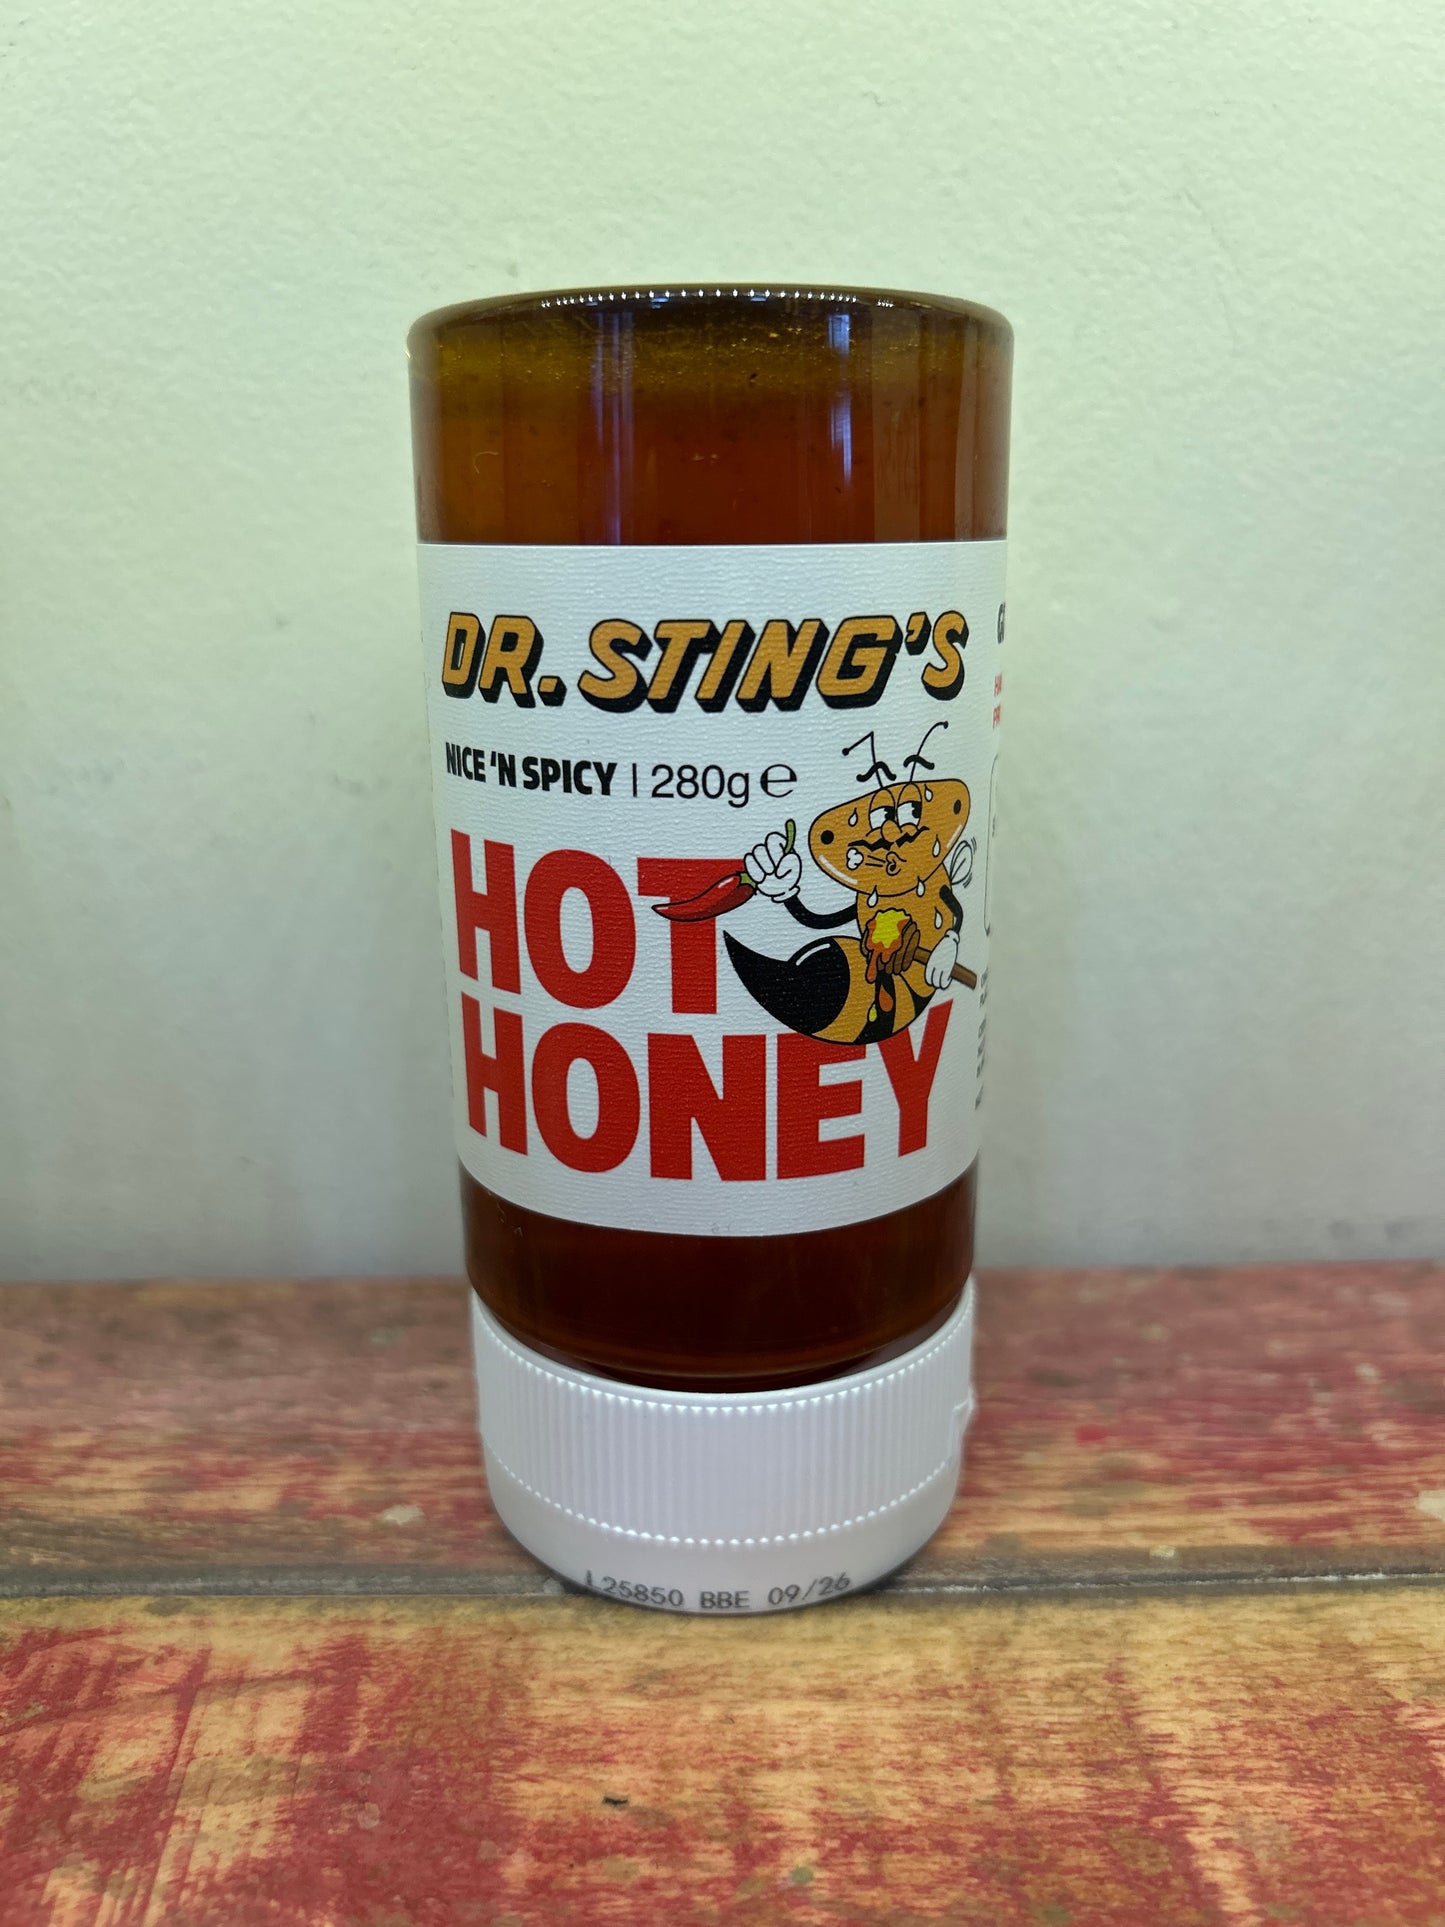 DR. STING'S
NICE 'N SPICY | 280g ℮
HOT
HONEY
L25850 BBE 09/26